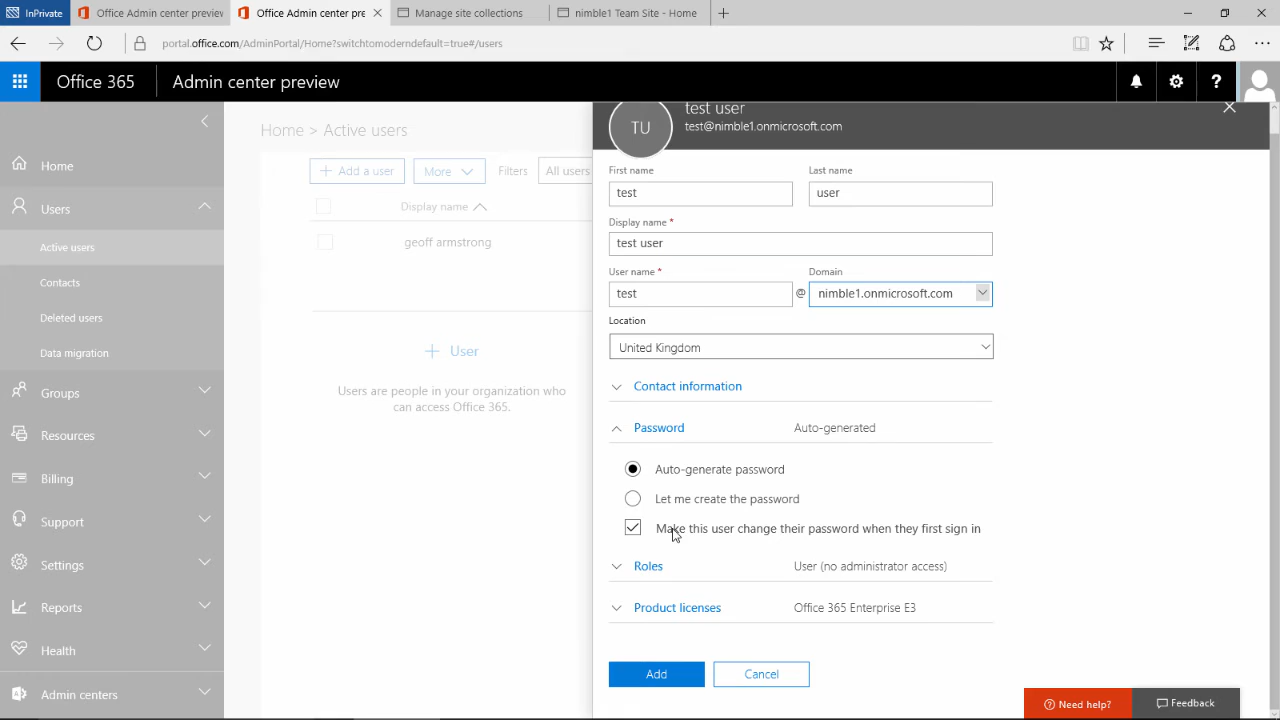 InPrivate
Office Admin center preview
Office 365 Admin center preview
Manage site collections
nimble1 Team Site - Home
portal.office.com/AdminPortal/Home?switchtomoderndefault=true#/users
Office 365
Admin center preview
Home
Users
Active users
Contacts
Deleted users
Data migration
Groups
Resources
Billing
Support
Settings
Reports
Health
Admin centers
Home > Active users
+ Add a user
More
Filters
All users
Display name
geoff armstrong
+ User
Users are people in your organization who
can access Office 365.
TU
test user
test@nimble1.onmicrosoft.com
First name
Last name
test
user
Display name *
test user
User name *
Domain
test
@
nimble1.onmicrosoft.com
Location
United Kingdom
Contact information
Password
Auto-generated
Auto-generate password
Let me create the password
Make this user change their password when they first sign in
Roles
User (no administrator access)
Product licenses
Office 365 Enterprise E3
Add
Cancel
Need help?
Feedback